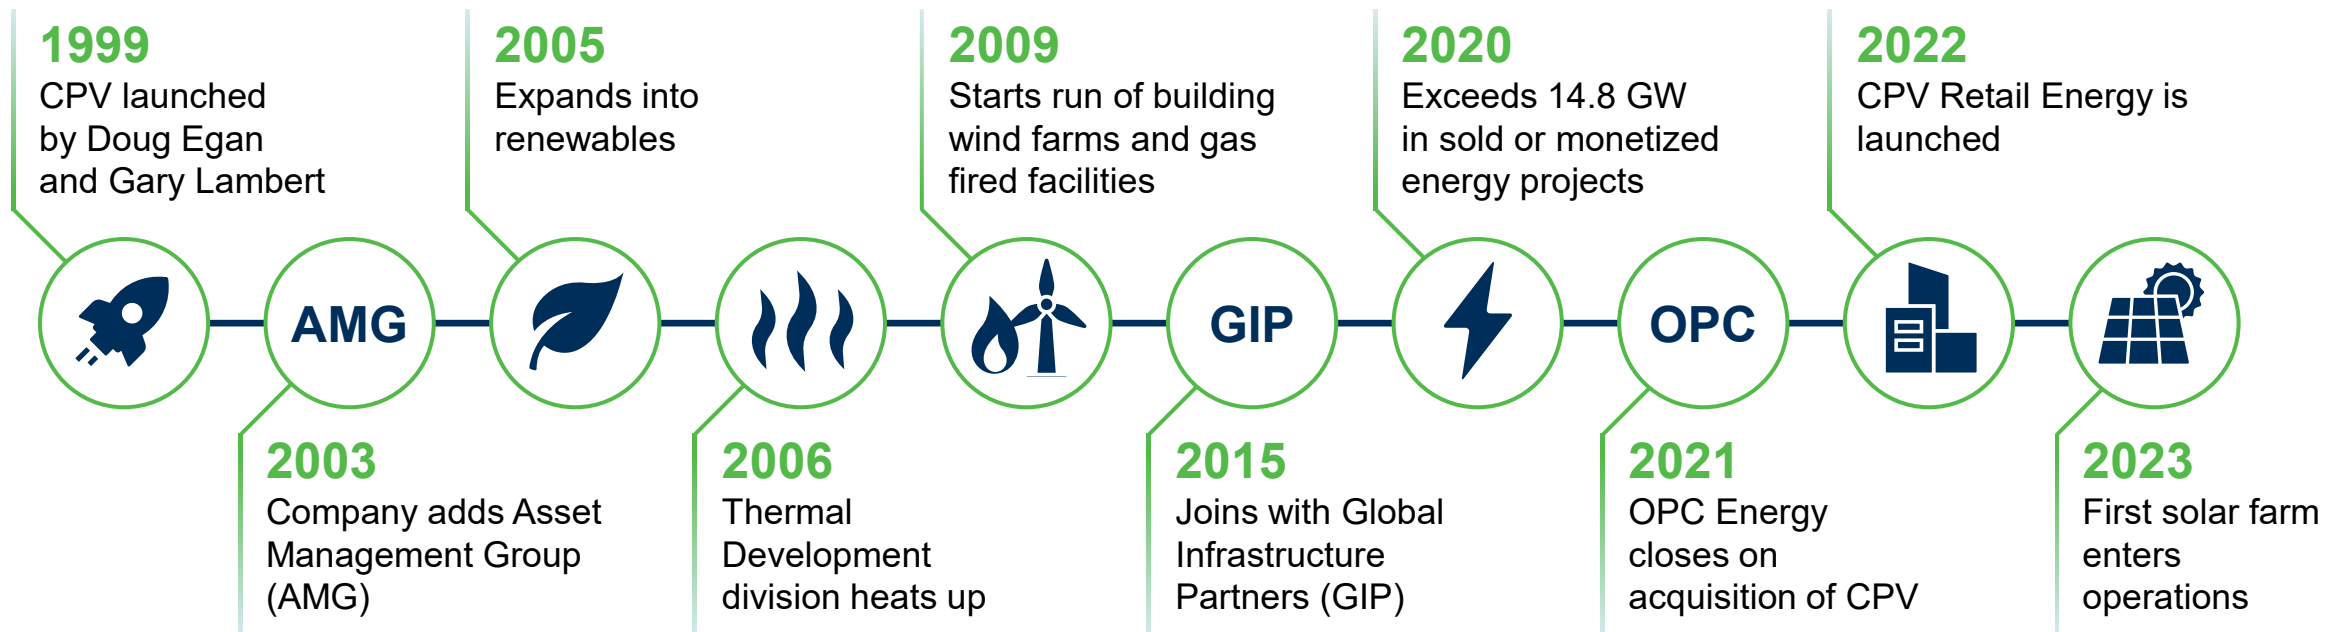 1999
CPV launched
by Doug Egan
and Gary Lambert
2005
Expands into
renewables
2009
Starts run of building
wind farms and gas
fired facilities
2020
Exceeds 14.8 GW
in sold or monetized
energy projects
2022
CPV Retail Energy is
launched
AMG
GIP
OPC
2003
Company adds Asset
Management Group
(AMG)
2006
Thermal
Development
division heats up
2015
Joins with Global
Infrastructure
Partners (GIP)
2021
OPC Energy
closes on
acquisition of CPV
2023
First solar farm
enters
operations